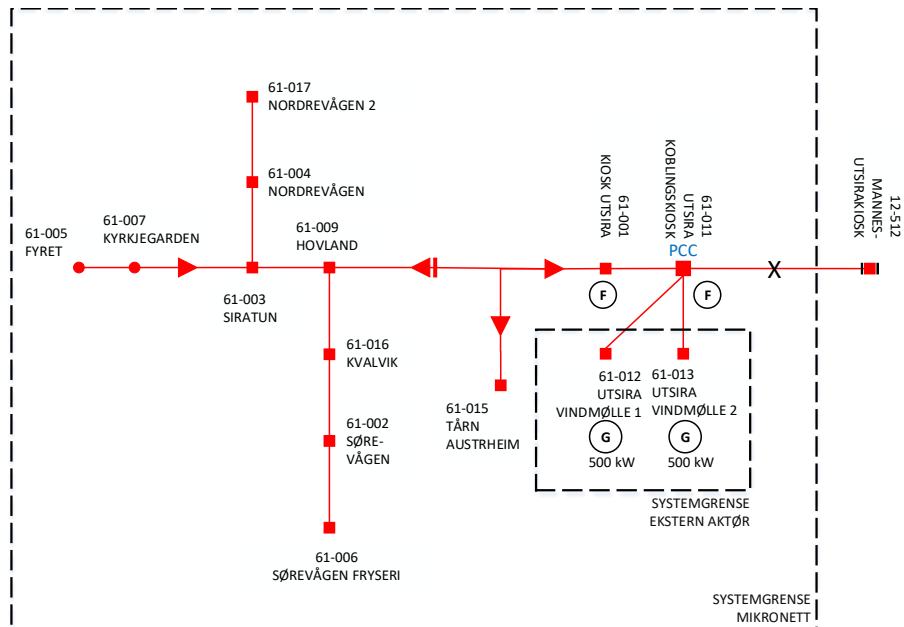 61-017
NORDREVÅGEN 2
61-004
NORDREVÅGEN
61-005
FYRET
61-007
KYRKJEGARDEN
61-009
HOVLAND
61-003
SIRATUN
61-016
KVALVIK
61-002
SØRE-
VÅGEN
61-006
SØREVÅGEN FRYSERI
61-015
TÅRN
AUSTRHEIM
61-001
KIOSK UTSIRA
61-011
UTSIRA
KOBLINGSKIOSK
PCC
X
12-512
MANNES-
UTSIRAKIOSK
F
F
61-012
UTSIRA
VINDMØLLE 1
G
500 kW
61-013
UTSIRA
VINDMØLLE 2
G
500 kW
SYSTEMGRENSE
EKSTERN AKTØR
SYSTEMGRENSE
MIKRONETT